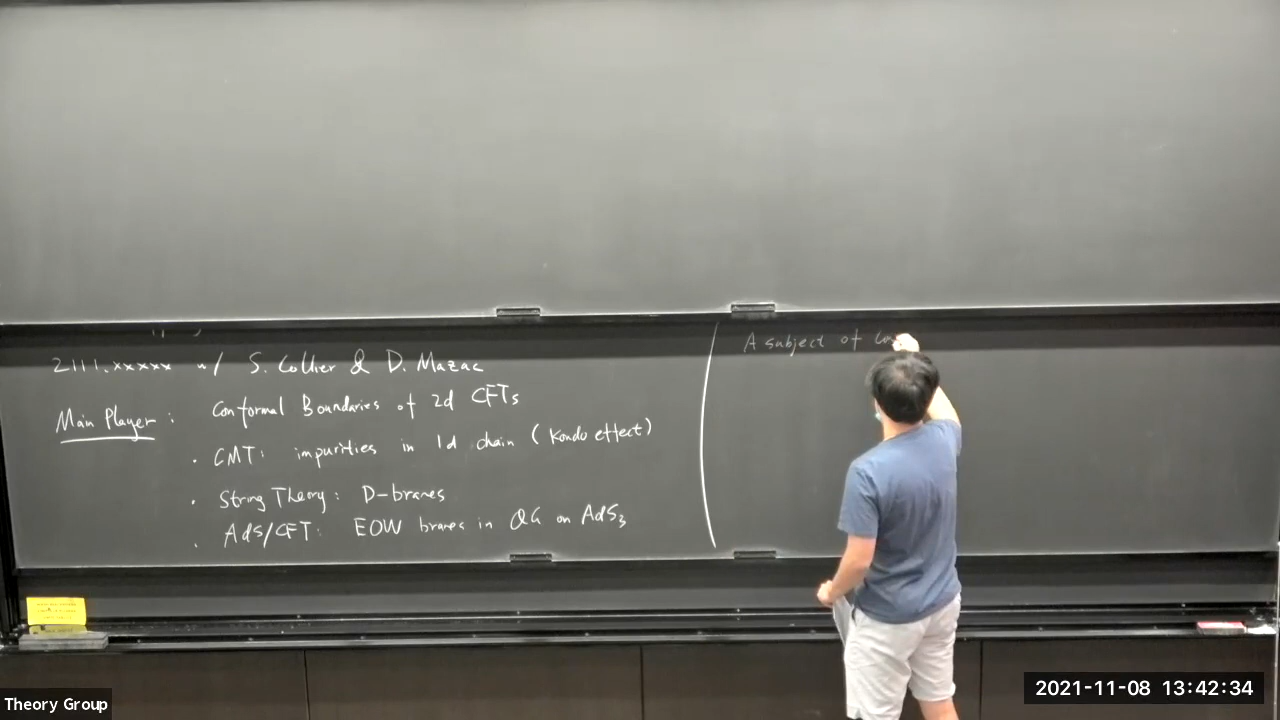 2111.xxxxx w/ S. Collier & D. Mazac
Main Player : Conformal Boundaries of 2d CFTs
· CMT: impurities in 1d chain (Kondo effect)
· String Theory: D-branes
· AdS/CFT: EOW branes in QG on AdS3
A subject of
Theory Group
2021-11-08 13:42:34